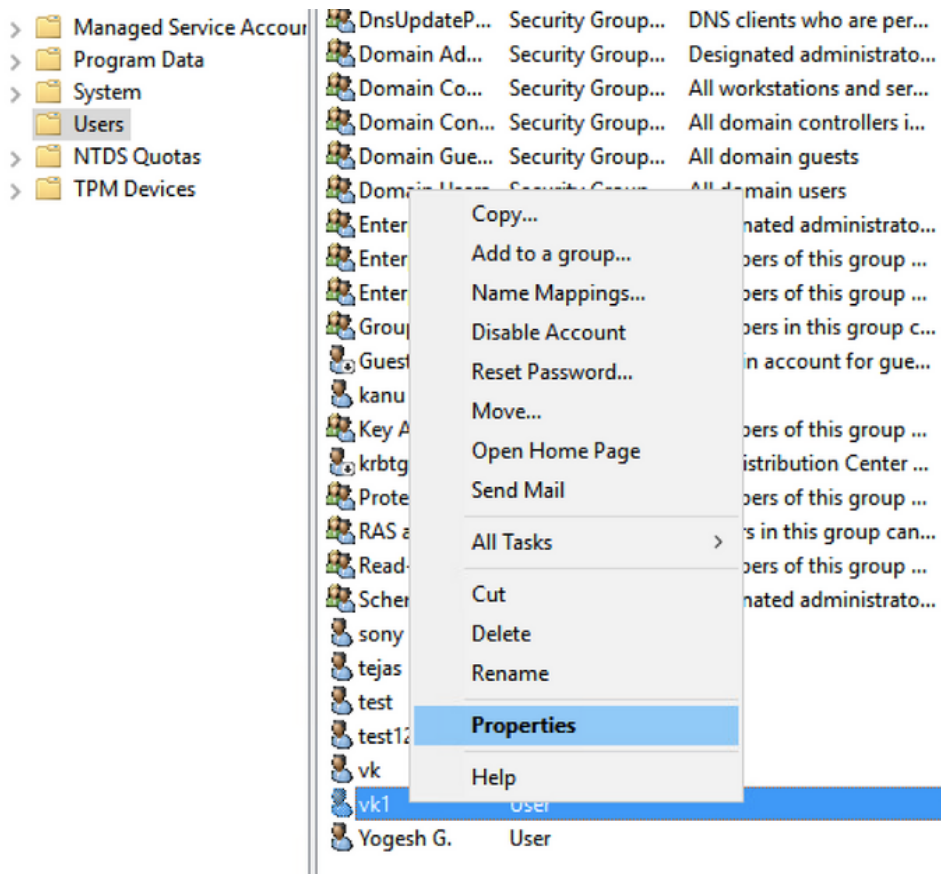 Managed Service Accour
Program Data
System
Users
NTDS Quotas
TPM Devices
DnsUpdateP... Security Group... DNS clients who are per...
Domain Ad... Security Group... Designated administrato...
Domain Co... Security Group... All workstations and ser...
Domain Con... Security Group... All domain controllers i...
Domain Gue... Security Group... All domain guests
Domain Users Security Group... All domain users
Enter nated administrato...
Enter bers of this group ...
Enter bers of this group ...
Group bers in this group c...
Guest in account for gue...
kanu
Key A bers of this group ...
krbtg istribution Center ...
Prote bers of this group ...
RAS a rs in this group can...
Read- bers of this group ...
Scher nated administrato...
sony
tejas
test
test12
vk
vk1 User
Yogesh G. User
Copy...
Add to a group...
Name Mappings...
Disable Account
Reset Password...
Move...
Open Home Page
Send Mail
All Tasks
Cut
Delete
Rename
Properties
Help